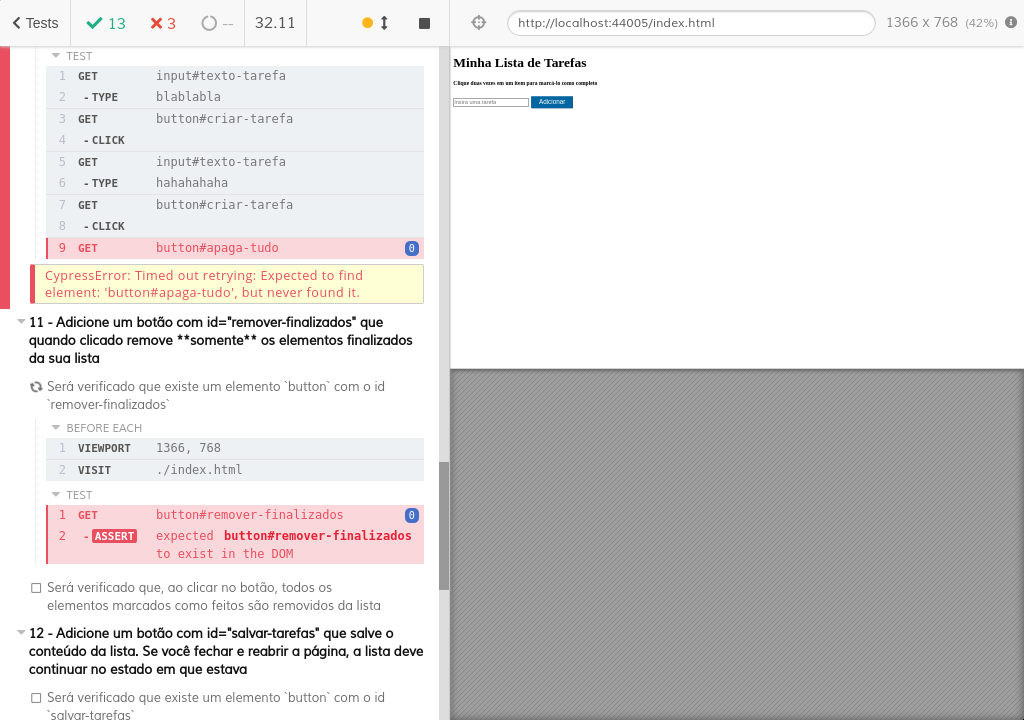 Tests
13
3
--
32.11
http://localhost:44005/index.html
1366 x 768 (42%)
TEST
1 GET input#texto-tarefa
2 -TYPE blablabla
3 GET button#criar-tarefa
4 -CLICK
5 GET input#texto-tarefa
6 -TYPE hahahahaha
7 GET button#criar-tarefa
8 -CLICK
9 GET button#apaga-tudo 0
CypressError: Timed out retrying: Expected to find
element: 'button#apaga-tudo', but never found it.
11 - Adicione um botão com id="remover-finalizados" que
quando clicado remove **somente** os elementos finalizados
da sua lista
Será verificado que existe um elemento `button` com o id
`remover-finalizados`
BEFORE EACH
1 VIEWPORT 1366, 768
2 VISIT ./index.html
TEST
1 GET button#remover-finalizados 0
2 -ASSERT expected button#remover-finalizados
to exist in the DOM
Será verificado que, ao clicar no botão, todos os
elementos marcados como feitos são removidos da lista
12 - Adicione um botão com id="salvar-tarefas" que salve o
conteúdo da lista. Se você fechar e reabrir a página, a lista deve
continuar no estado em que estava
Será verificado que existe um elemento `button` com o id
`salvar-tarefas`
Minha Lista de Tarefas
Clique duas vezes em um item para marcá-lo como completo
Insira uma tarefa
Adicionar